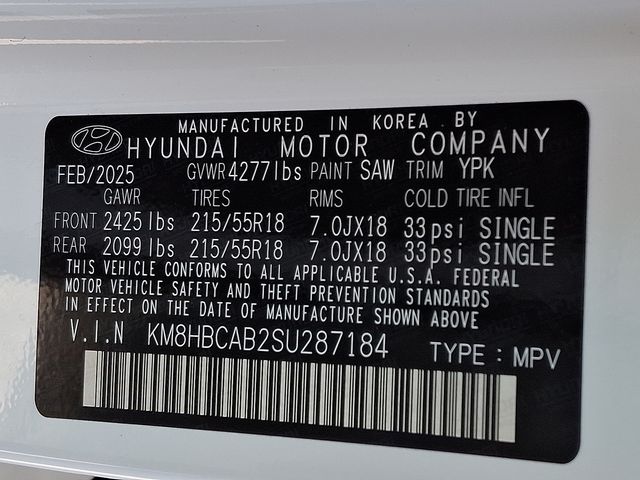 MANUFACTURED IN KOREA BY
HYUNDAI MOTOR COMPANY
FEB/2025 GVWR 4277lbs PAINT SAW TRIM YPK
GAWR TIRES RIMS COLD TIRE INFL
FRONT 2425 lbs 215/55R18 7.0JX18 33psi SINGLE
REAR 2099 lbs 215/55R18 7.0JX18 33psi SINGLE
THIS VEHICLE CONFORMS TO ALL APPLICABLE U.S.A. FEDERAL
MOTOR VEHICLE SAFETY AND THEFT PREVENTION STANDARDS
IN EFFECT ON THE DATE OF MANUFACTURE SHOWN ABOVE
V.I.N KM8HBCAB2SU287184 TYPE : MPV